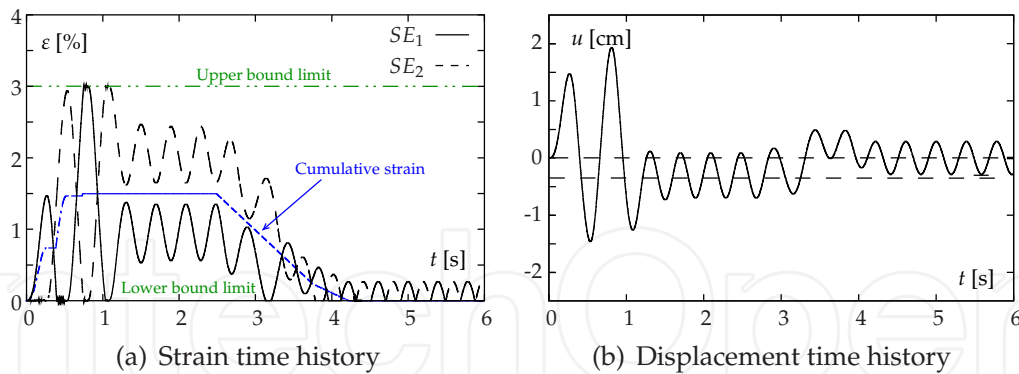 ε [%]
SE1
SE2
Upper bound limit
Cumulative strain
Lower bound limit
t [s]
4
3
2
1
0
0 1 2 3 4 5 6
(a) Strain time history
u [cm]
2
1
0
-1
-2
t [s]
0 1 2 3 4 5 6
(b) Displacement time history